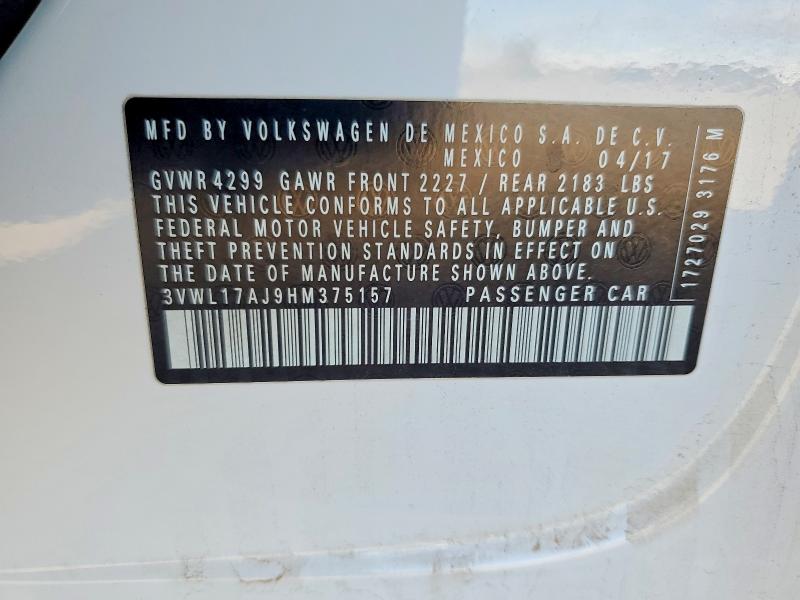 MFD BY VOLKSWAGEN DE MEXICO S.A. DE C.V.
MEXICO 04/17
GVWR 4299 GAWR FRONT 2227 / REAR 2183 LBS
THIS VEHICLE CONFORMS TO ALL APPLICABLE U.S.
FEDERAL MOTOR VEHICLE SAFETY, BUMPER AND
THEFT PREVENTION STANDARDS IN EFFECT ON
THE DATE OF MANUFACTURE SHOWN ABOVE.
3VWL17AJ9HM375157 PASSENGER CAR
1727029 3176 M